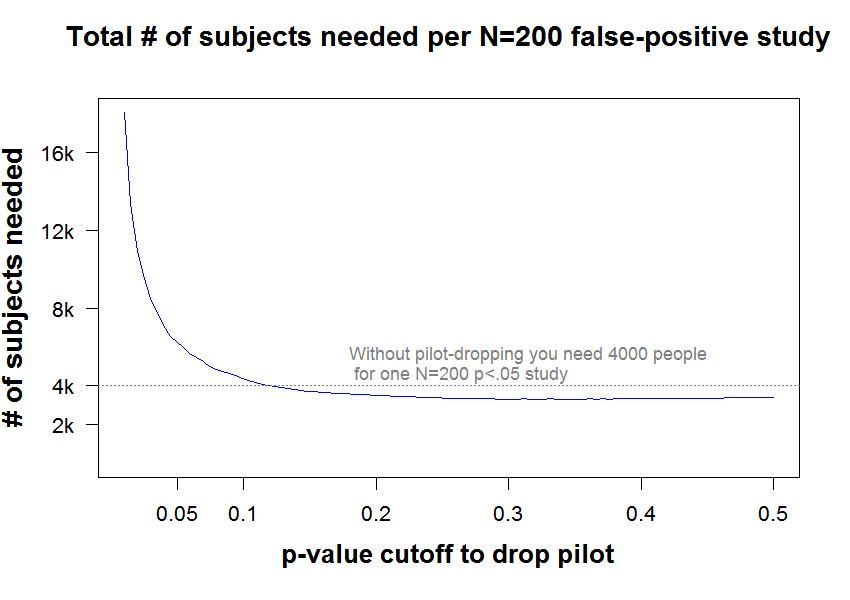 Total # of subjects needed per N=200 false-positive study
# of subjects needed
16k
12k
8k
4k
2k
Without pilot-dropping you need 4000 people
for one N=200 p<.05 study
0.05 0.1 0.2 0.3 0.4 0.5
p-value cutoff to drop pilot